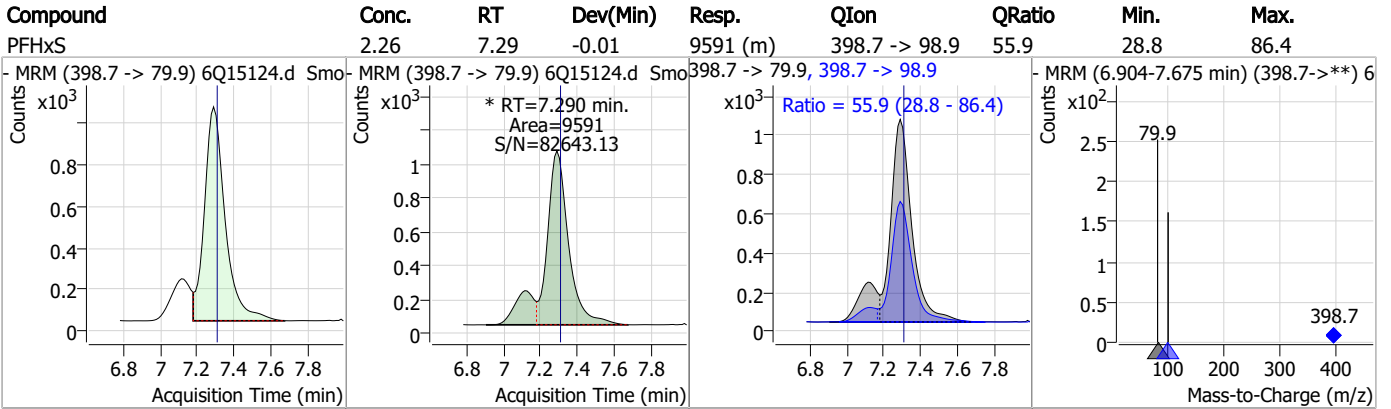 Compound Conc. RT Dev(Min) Resp. QIon QRatio Min. Max.
PFHxS 2.26 7.29 -0.01 9591 (m) 398.7 -> 98.9 55.9 28.8 86.4
- MRM (398.7 -> 79.9) 6Q15124.d Smo
Counts
x10³
0.8
0.6
0.4
0.2
0
6.8 7 7.2 7.4 7.6 7.8
Acquisition Time (min)
- MRM (398.7 -> 79.9) 6Q15124.d Smo
Counts
x10³
* RT=7.290 min.
Area=9591
S/N=82643.13
1
0.8
0.6
0.4
0.2
0
6.8 7 7.2 7.4 7.6 7.8
Acquisition Time (min)
398.7 -> 79.9, 398.7 -> 98.9
x10³
Ratio = 55.9 (28.8 - 86.4)
1
0.8
0.6
0.4
0.2
0
6.8 7 7.2 7.4 7.6 7.8
Acquisition Time (min)
- MRM (6.904-7.675 min) (398.7->**) 6
Counts
x10²
79.9
2.5
2
1.5
1
0.5
0
398.7
100 200 300 400
Mass-to-Charge (m/z)